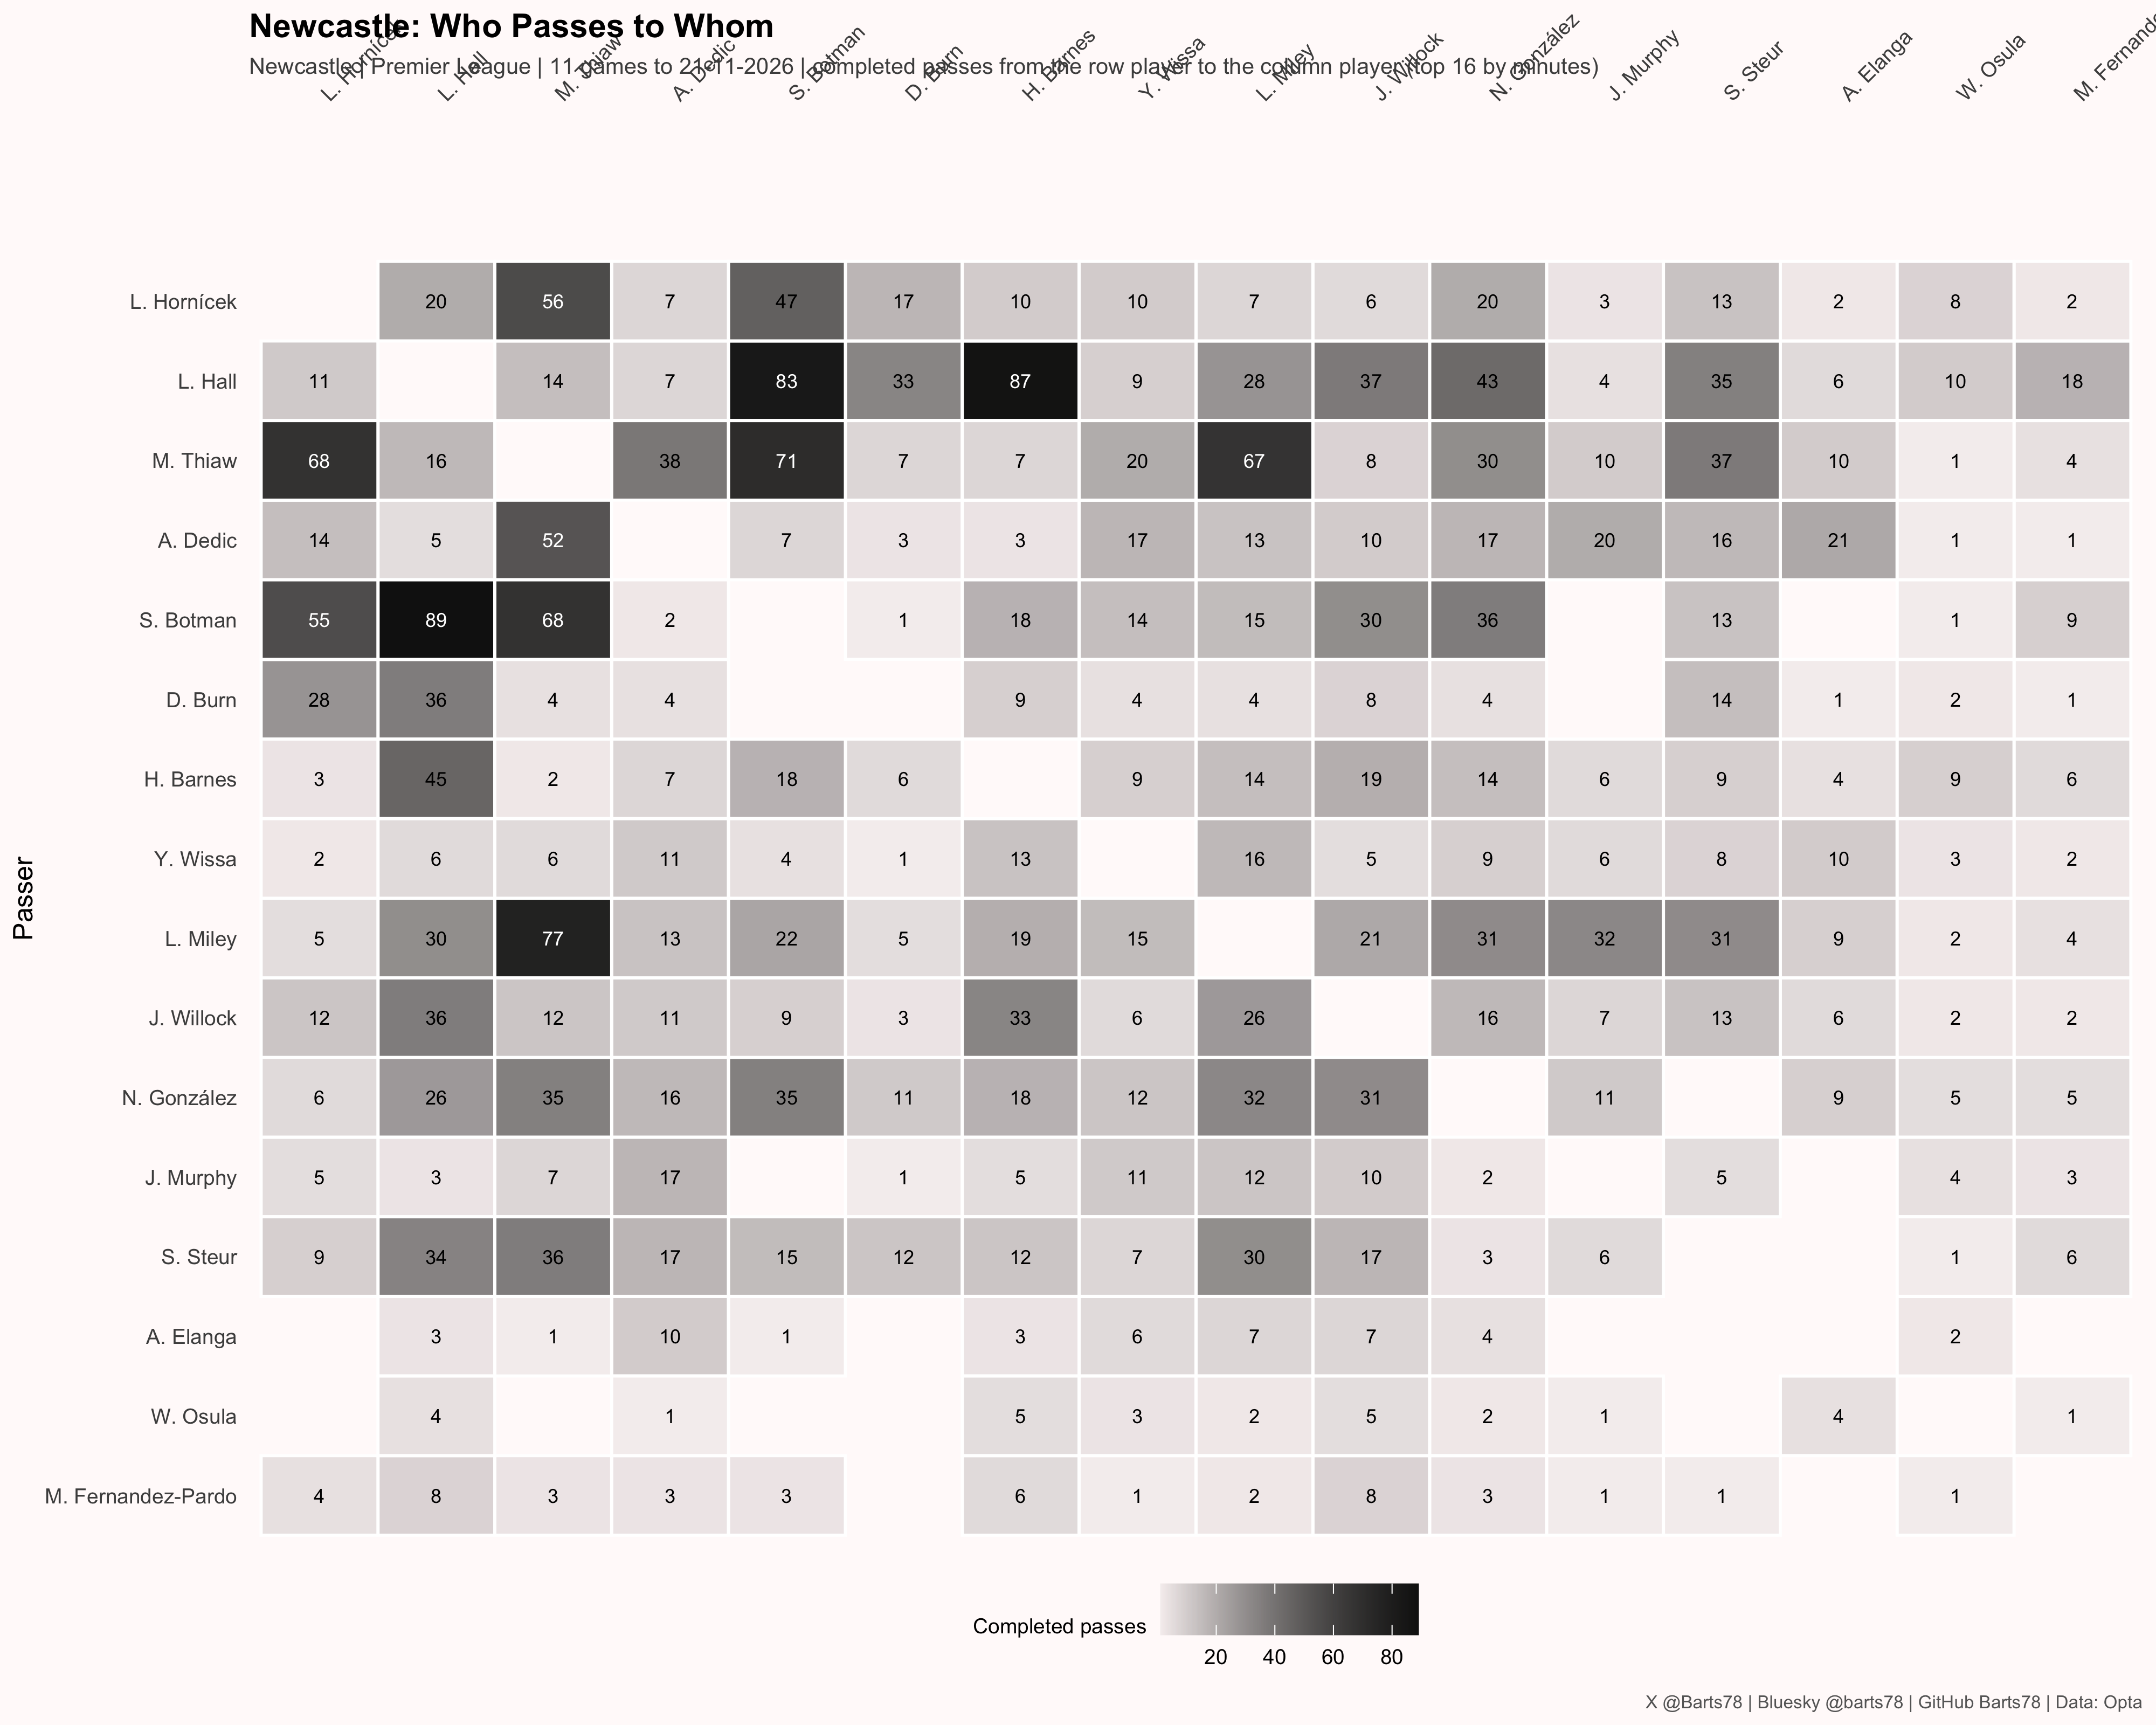 Newcastle: Who Passes to Whom
Newcastle | Premier League | 11 games to 21-11-2026 | completed passes from the row player to the column player (top 16 by minutes)
L. Hornícek L. Hall M. Thiaw A. Dedic S. Botman D. Burn H. Barnes Y. Wissa L. Miley J. Willock N. González J. Murphy S. Steur A. Elanga W. Osula
L. Hornícek 20 56 7 47 17 10 10 7 6 20 3 13 2 8 2
L. Hall 11 14 7 83 33 87 9 28 37 43 4 35 6 10 18
M. Thiaw 68 16 38 71 7 7 20 67 8 30 10 37 10 1 4
A. Dedic 14 5 52 7 3 3 17 13 10 17 20 16 21 1 1
S. Botman 55 89 68 2 1 18 14 15 30 36 13 1 9
D. Burn 28 36 4 4 9 4 4 8 4 14 1 2 1
H. Barnes 3 45 2 7 18 6 9 14 19 14 6 9 4 9 6
Y. Wissa 2 6 6 11 4 1 13 16 5 9 6 8 10 3 2
L. Miley 5 30 77 13 22 5 19 15 21 31 32 31 9 2 4
J. Willock 12 36 12 11 9 3 33 6 26 16 7 13 6 2 2
N. González 6 26 35 16 35 11 18 12 32 31 11 9 5 5
J. Murphy 5 3 7 17 1 5 11 12 10 2 5 4 3
S. Steur 9 34 36 17 15 12 12 7 30 17 3 6 1 6
A. Elanga 3 1 10 1 3 6 7 7 4 2
W. Osula 4 1 5 3 2 5 2 1 4 1
M. Fernandez-Pardo 4 8 3 3 3 6 1 2 8 3 1 1 1
Passer
Completed passes
20 40 60 80
X @Barts78 | Bluesky @barts78 | GitHub Barts78 | Data: Opta